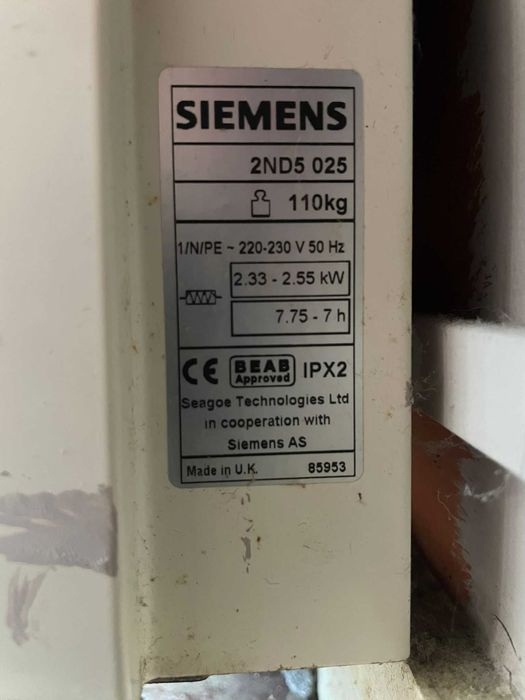 SIEMENS
2ND5 025
110kg
1/N/PE ~ 220-230 V 50 Hz
2.33 - 2.55 kW
7.75 - 7 h
CE BEAB Approved IPX2
Seagoe Technologies Ltd
in cooperation with
Siemens AS
Made in U.K. 85953